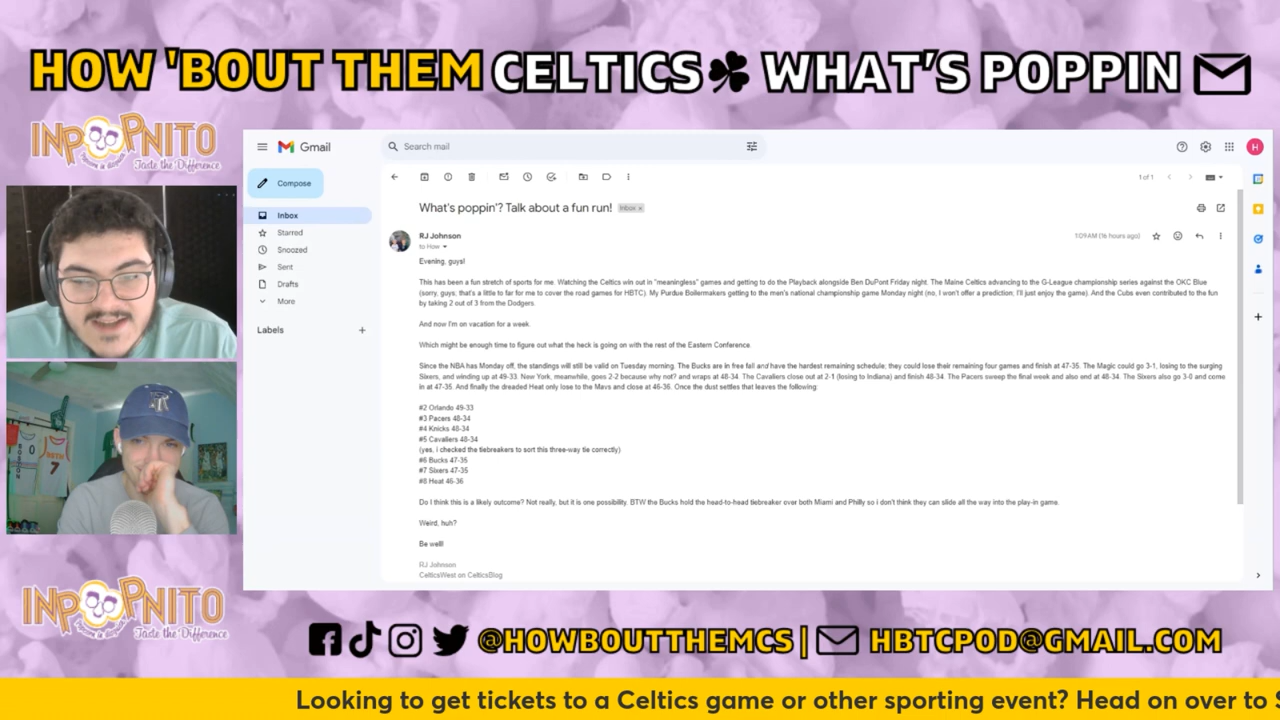 HOW 'BOUT THEM CELTICS WHAT'S POPPIN
INPOPNITO
Taste the Difference
Gmail
Search mail
H
Compose
1 of 1
Inbox
Starred
Snoozed
Sent
Drafts
More
Labels
What's poppin'? Talk about a fun run! Inbox x
RJ Johnson
1:09 AM (16 hours ago)
to How
Evening, guys!
This has been a fun stretch of sports for me. Watching the Celtics win out in "meaningless" games and getting to do the Playback alongside Ben DuPont Friday night. The Maine Celtics advancing to the G-League championship series against the OKC Blue
(sorry, guys, that's a little to far for me to cover the road games for HBTC). My Purdue Boilermakers getting to the men's national championship game Monday night (no, I won't offer a prediction; I'll just enjoy the game). And the Cubs even contributed to the fun
by taking 2 out of 3 from the Dodgers.
And now I'm on vacation for a week.
Which might be enough time to figure out what the heck is going on with the rest of the Eastern Conference.
Since the NBA has Monday off, the standings will still be valid on Tuesday morning. The Bucks are in free fall and have the hardest remaining schedule; they could lose their remaining four games and finish at 47-35. The Magic could go 3-1, losing to the surging
Sixers, and winding up at 49-33. New York, meanwhile, goes 2-2 because why not? and wraps at 48-34. The Cavaliers close out at 2-1 (losing to Indiana) and finish 48-34. The Pacers sweep the final week and also end at 48-34. The Sixers also go 3-0 and come
in at 47-35. And finally the dreaded Heat only lose to the Mavs and close at 46-36. Once the dust settles that leaves the following:
#2 Orlando 49-33
#3 Pacers 48-34
#4 Knicks 48-34
#5 Cavaliers 48-34
(yes, i checked the tiebreakers to sort this three-way tie correctly)
#6 Bucks 47-35
#7 Sixers 47-35
#8 Heat 46-36
Do I think this is a likely outcome? Not really, but it is one possibility. BTW the Bucks hold the head-to-head tiebreaker over both Miami and Philly so i don't think they can slide all the way into the play-in game.
Weird, huh?
Be well!
RJ Johnson
CelticsWest on CelticsBlog
INPOPNITO
Taste the Difference
@HOWBOUTTHEMCS | HBTCPOD@GMAIL.COM
Looking to get tickets to a Celtics game or other sporting event? Head on over to